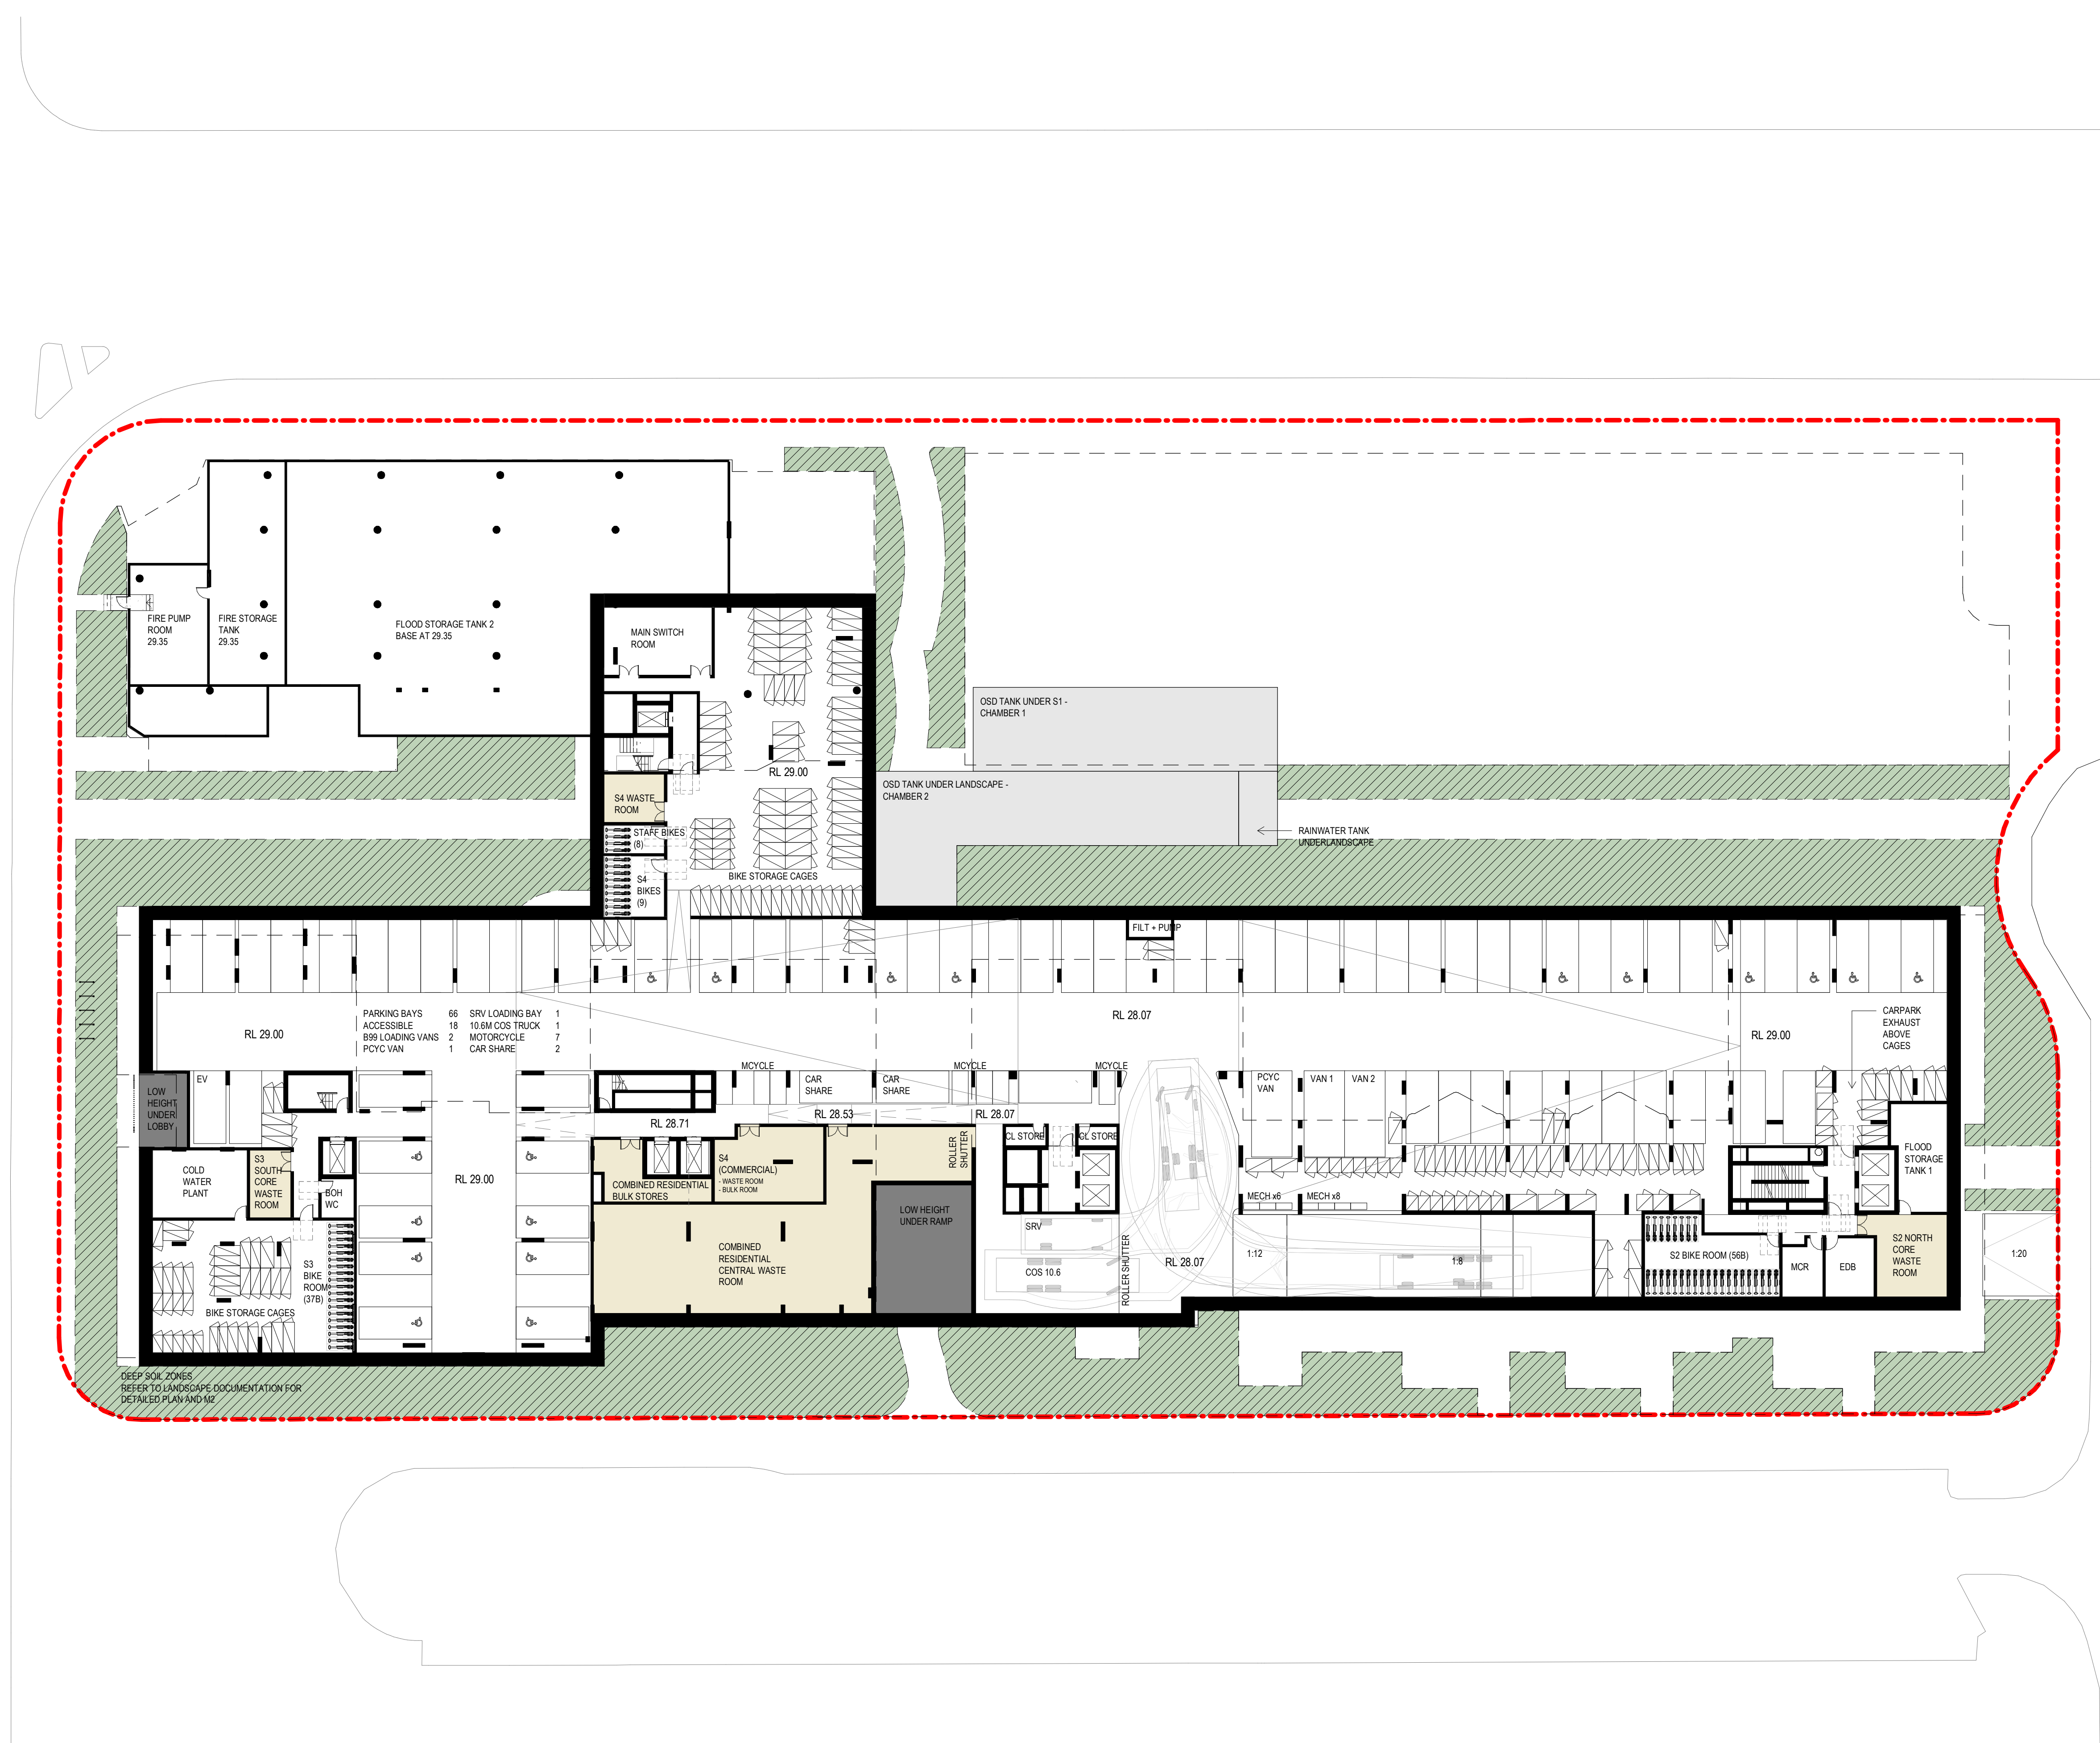 FIRE PUMP
ROOM
29.35
FIRE STORAGE
TANK
29.35
FLOOD STORAGE TANK 2
BASE AT 29.35
MAIN SWITCH
ROOM
OSD TANK UNDER S1 -
CHAMBER 1
RL 29.00
OSD TANK UNDER LANDSCAPE -
CHAMBER 2
S4 WASTE
ROOM
STAFF BIKES
(8)
RAINWATER TANK
UNDERLANDSCAPE
BIKE STORAGE CAGES
S4
BIKES
(9)
FILT + PUMP
RL 29.00
PARKING BAYS 66 SRV LOADING BAY 1
ACCESSIBLE 18 10.6M COS TRUCK 1
B99 LOADING VANS 2 MOTORCYCLE 7
PCYC VAN 1 CAR SHARE 2
RL 28.07
RL 29.00
CARPARK
EXHAUST
ABOVE
CAGES
LOW
HEIGHT
UNDER
LOBBY
EV
MCYCLE
CAR
SHARE
CAR
SHARE
MCYCLE
MCYCLE
PCYC
VAN
VAN 1
VAN 2
RL 28.71
RL 28.53
RL 28.07
COLD
WATER
PLANT
S3
SOUTH
CORE
WASTE
ROOM
BOH
WC
RL 29.00
COMBINED RESIDENTIAL
BULK STORES
S4
(COMMERCIAL)
- WASTE ROOM
- BULK ROOM
ROLLER
SHUTTER
CL STORE
CL STORE
FLOOD
STORAGE
TANK 1
MECH x6
MECH x8
LOW HEIGHT
UNDER RAMP
SRV
S3
BIKE
ROOM
(37B)
BIKE STORAGE CAGES
COMBINED
RESIDENTIAL
CENTRAL WASTE
ROOM
COS 10.6
ROLLER SHUTTER
RL 28.07
1:12
1:8
S2 BIKE ROOM (56B)
MCR
EDB
S2 NORTH
CORE
WASTE
ROOM
1:20
DEEP SOIL ZONES
REFER TO LANDSCAPE DOCUMENTATION FOR
DETAILED PLAN AND M2